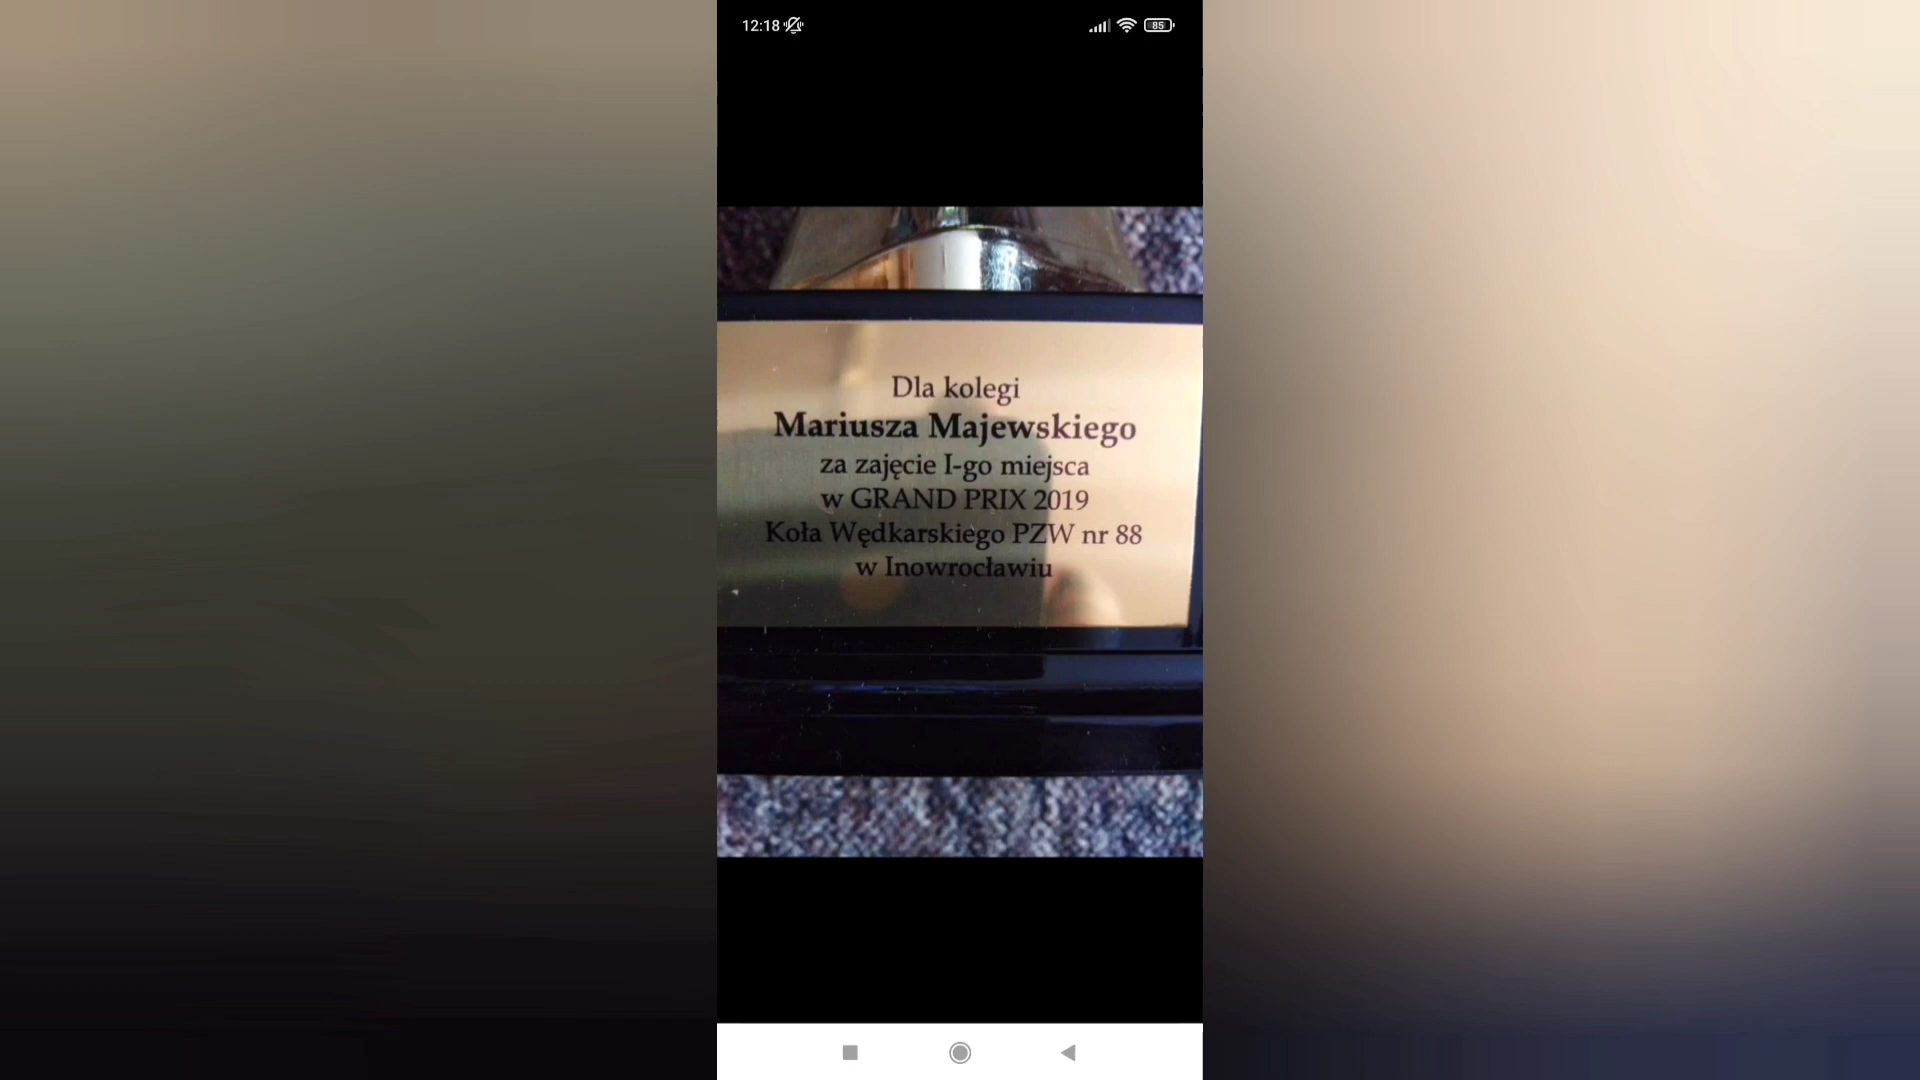 12:18
85
Dla kolegi
Mariusza Majewskiego
za zajęcie I-go miejsca
w GRAND PRIX 2019
Koła Wędkarskiego PZW nr 88
w Inowrocławiu